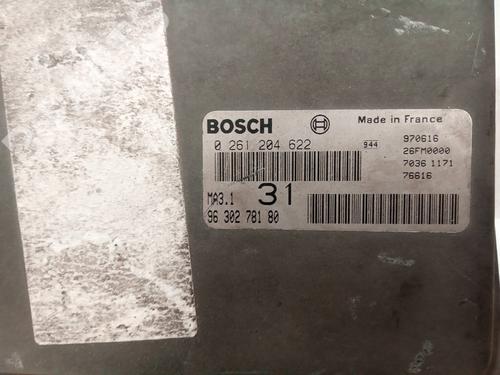 BOSCH Made in France
0 261 204 622 970616
944 26FM0000
7036 1171
76616
MA3.1 31
96 302 781 80